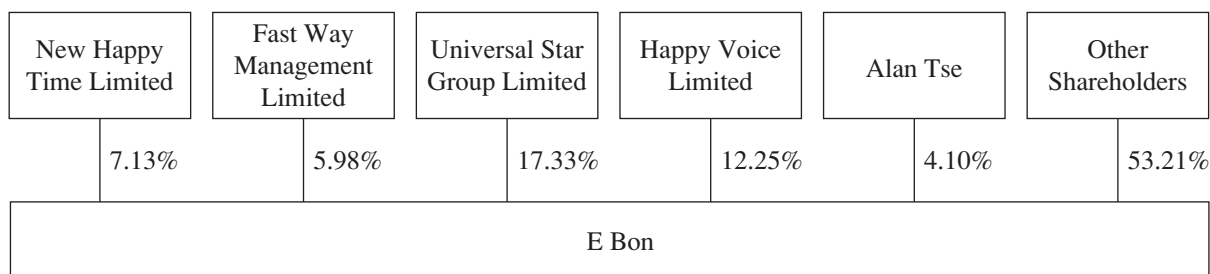 New Happy
Time Limited
Fast Way
Management
Limited
Universal Star
Group Limited
Happy Voice
Limited
Alan Tse
Other
Shareholders
7.13%
5.98%
17.33%
12.25%
4.10%
53.21%
E Bon